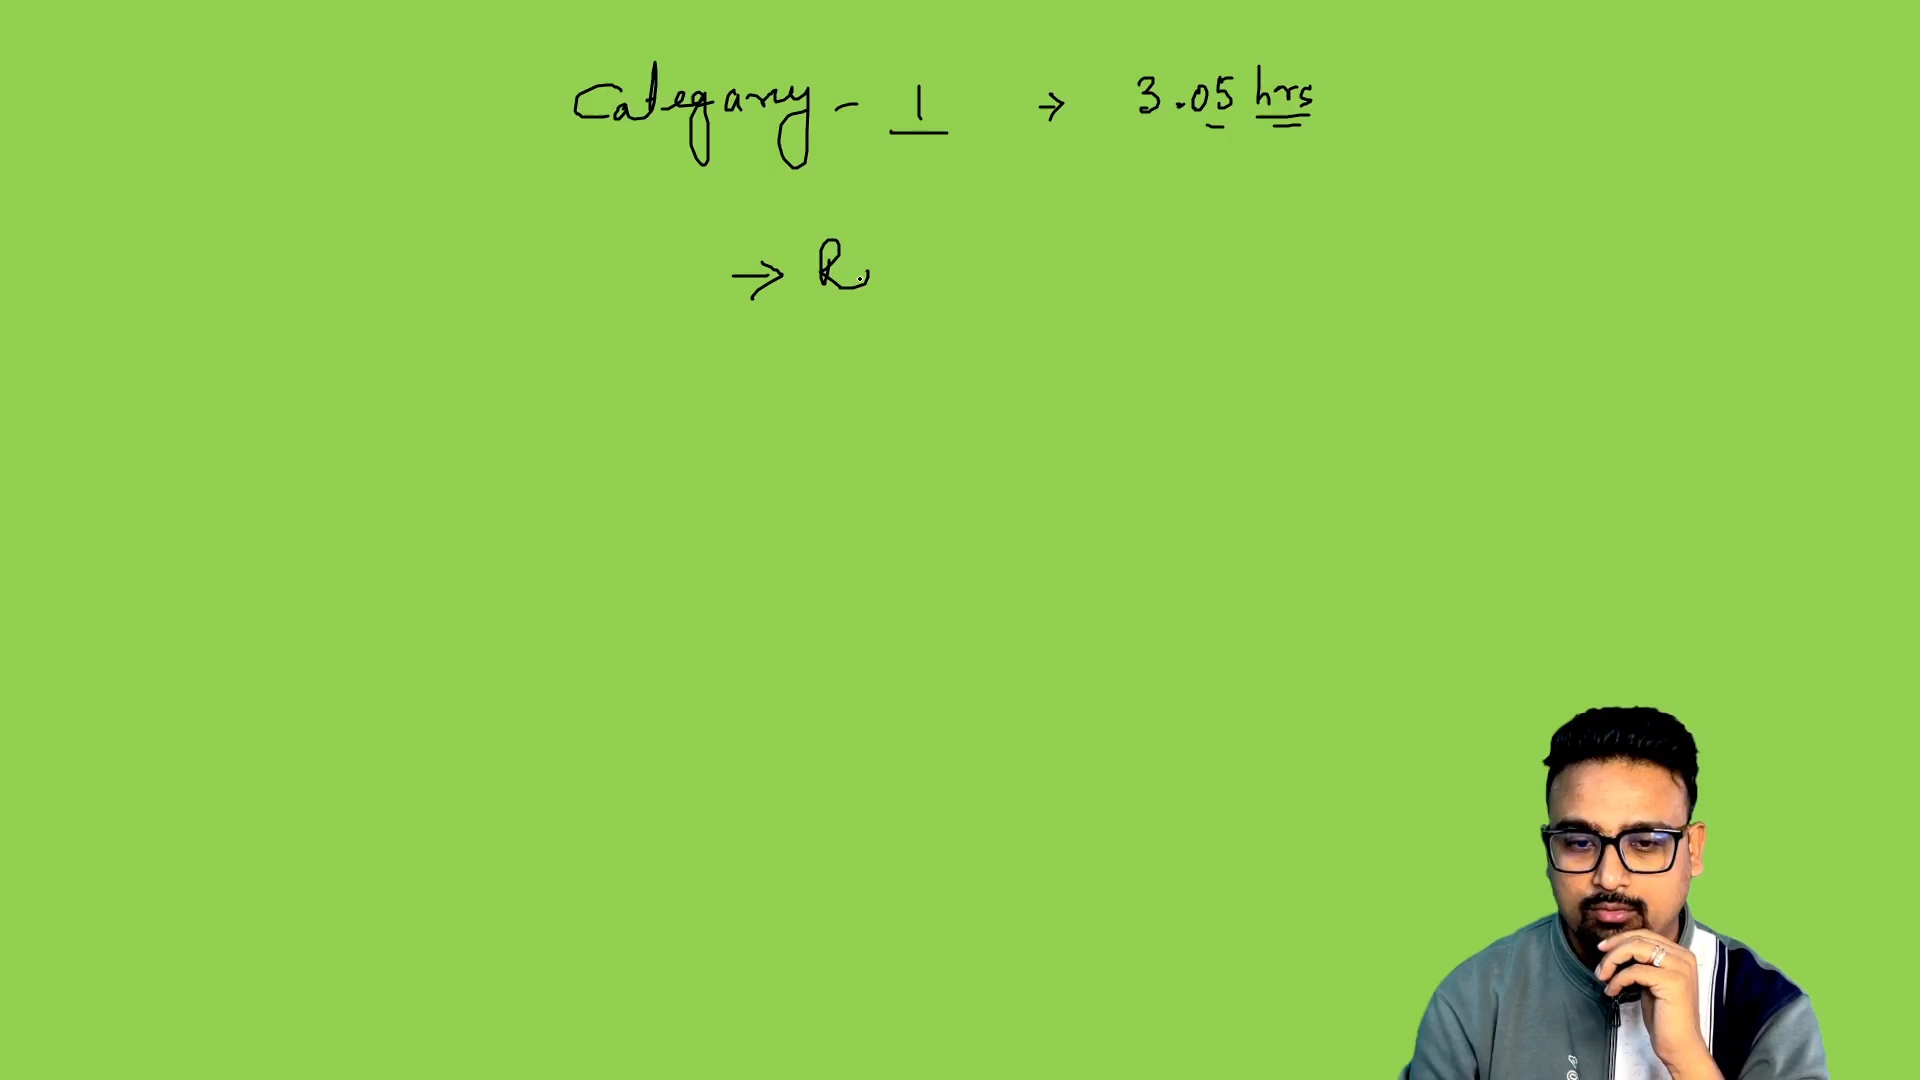 Category - 1 → 3.05 hrs
→ R